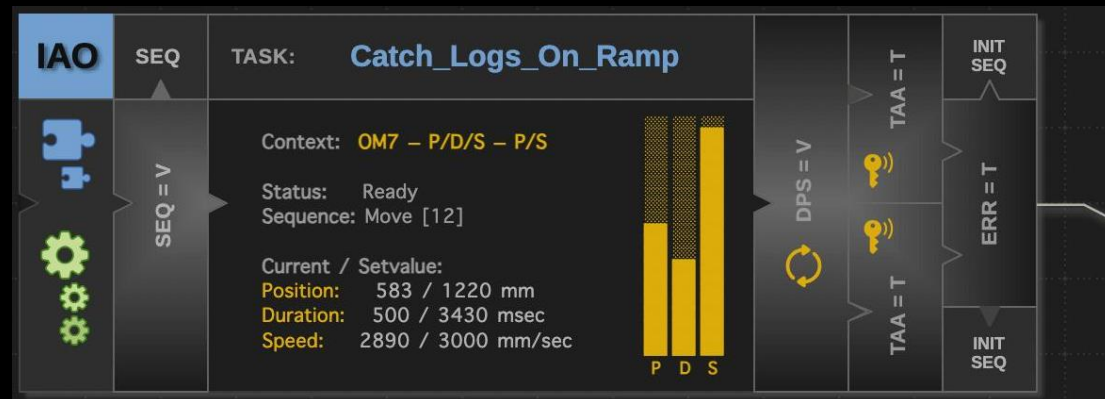 IAO
SEQ
TASK: Catch_Logs_On_Ramp
SEQ = V
Context: OM7 – P/D/S – P/S
Status: Ready
Sequence: Move [12]
Current / Setvalue:
Position: 583 / 1220 mm
Duration: 500 / 3430 msec
Speed: 2890 / 3000 mm/sec
P D S
DPS = V
TAA = T
TAA = T
INIT
SEQ
ERR = T
INIT
SEQ